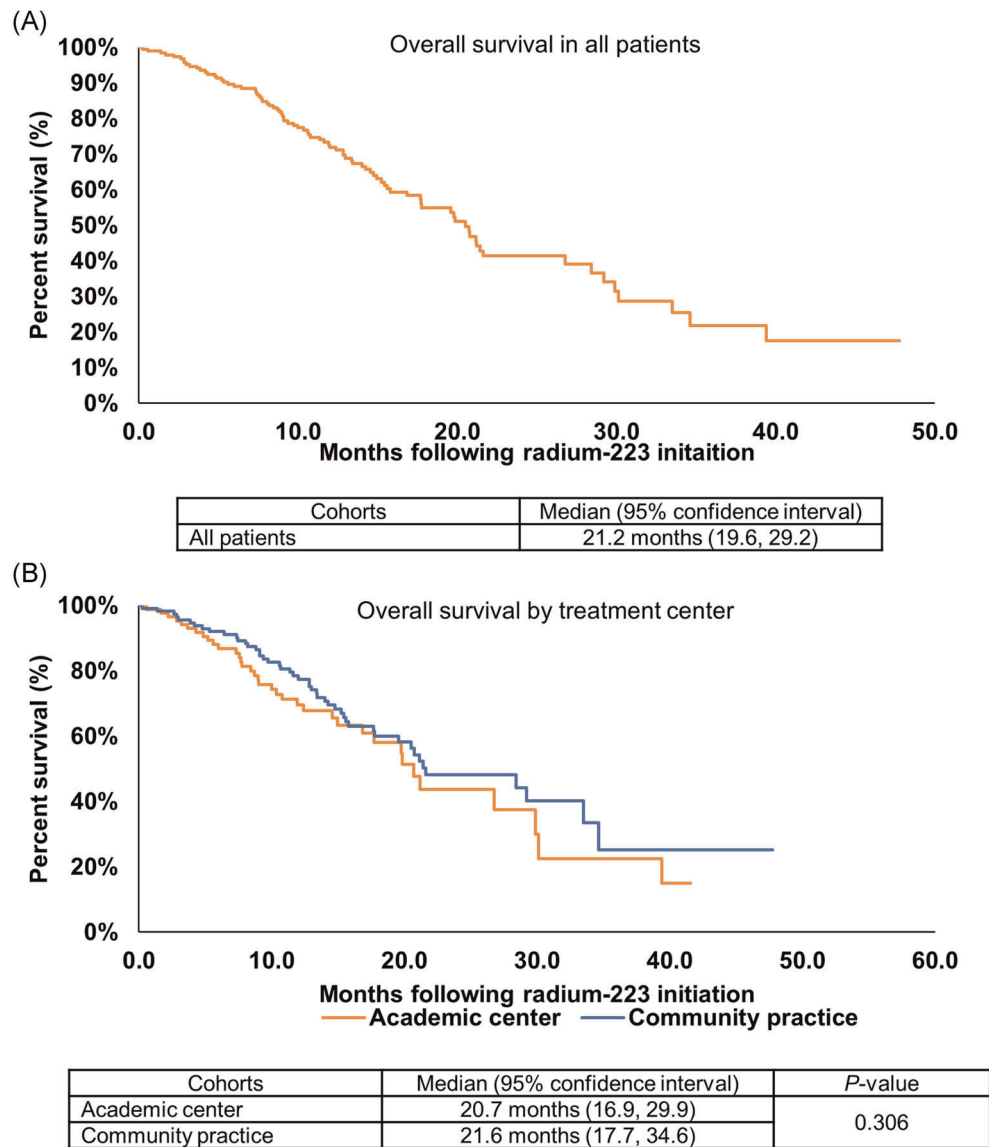 (A)
Overall survival in all patients
Percent survival (%)
100%
90%
80%
70%
60%
50%
40%
30%
20%
10%
0%
0.0 10.0 20.0 30.0 40.0 50.0
Months following radium-223 initaition
Cohorts Median (95% confidence interval)
All patients 21.2 months (19.6, 29.2)
(B)
Overall survival by treatment center
Percent survival (%)
100%
80%
60%
40%
20%
0%
0.0 10.0 20.0 30.0 40.0 50.0 60.0
Months following radium-223 initiation
Academic center Community practice
Cohorts Median (95% confidence interval) P-value
Academic center 20.7 months (16.9, 29.9) 0.306
Community practice 21.6 months (17.7, 34.6)